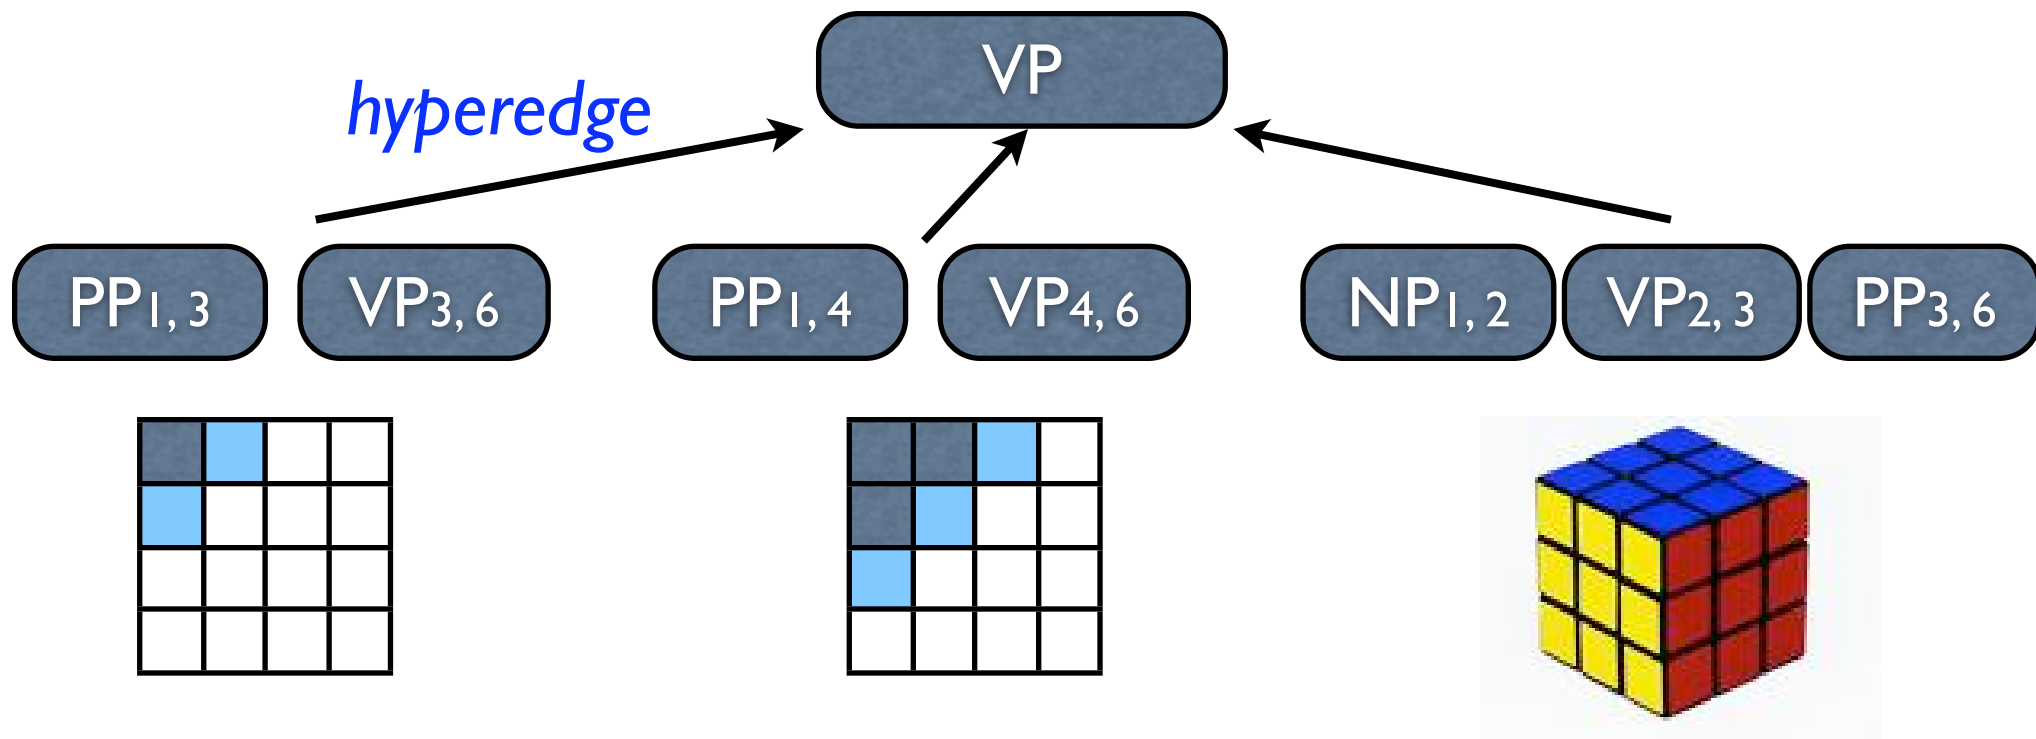 VP
hyperedge
PP1, 3 VP3, 6 PP1, 4 VP4, 6 NP1, 2 VP2, 3 PP3, 6